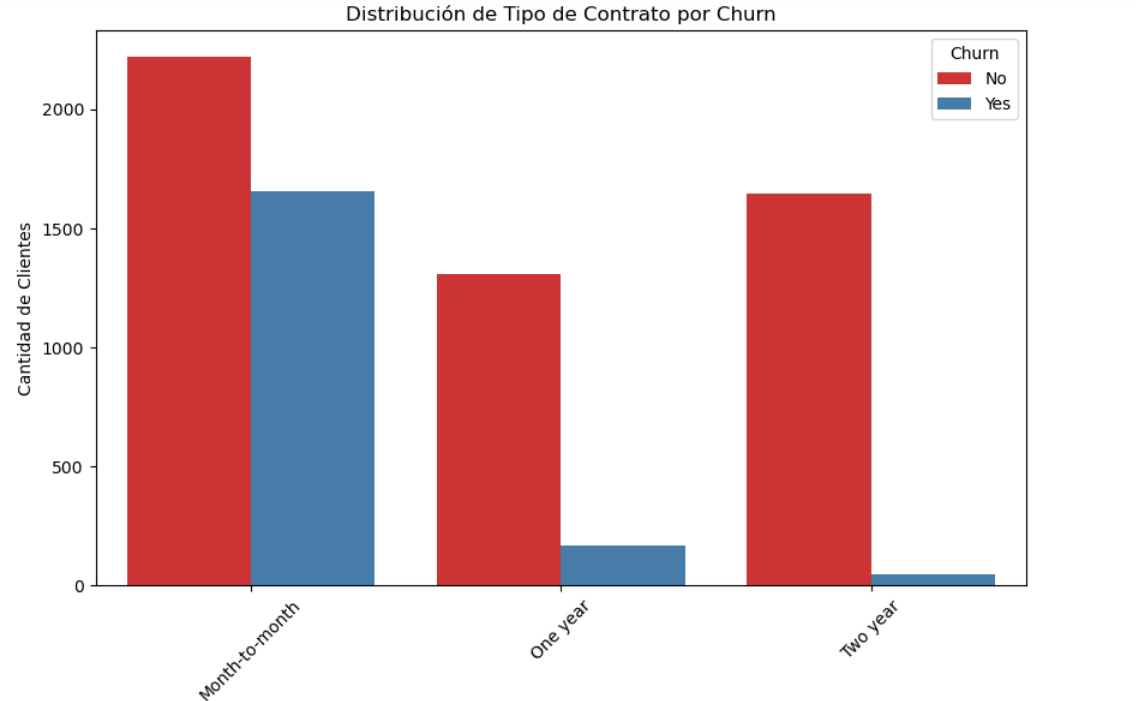 Distribución de Tipo de Contrato por Churn
Churn
No
Yes
Cantidad de Clientes
2000
1500
1000
500
0
Month-to-month
One year
Two year